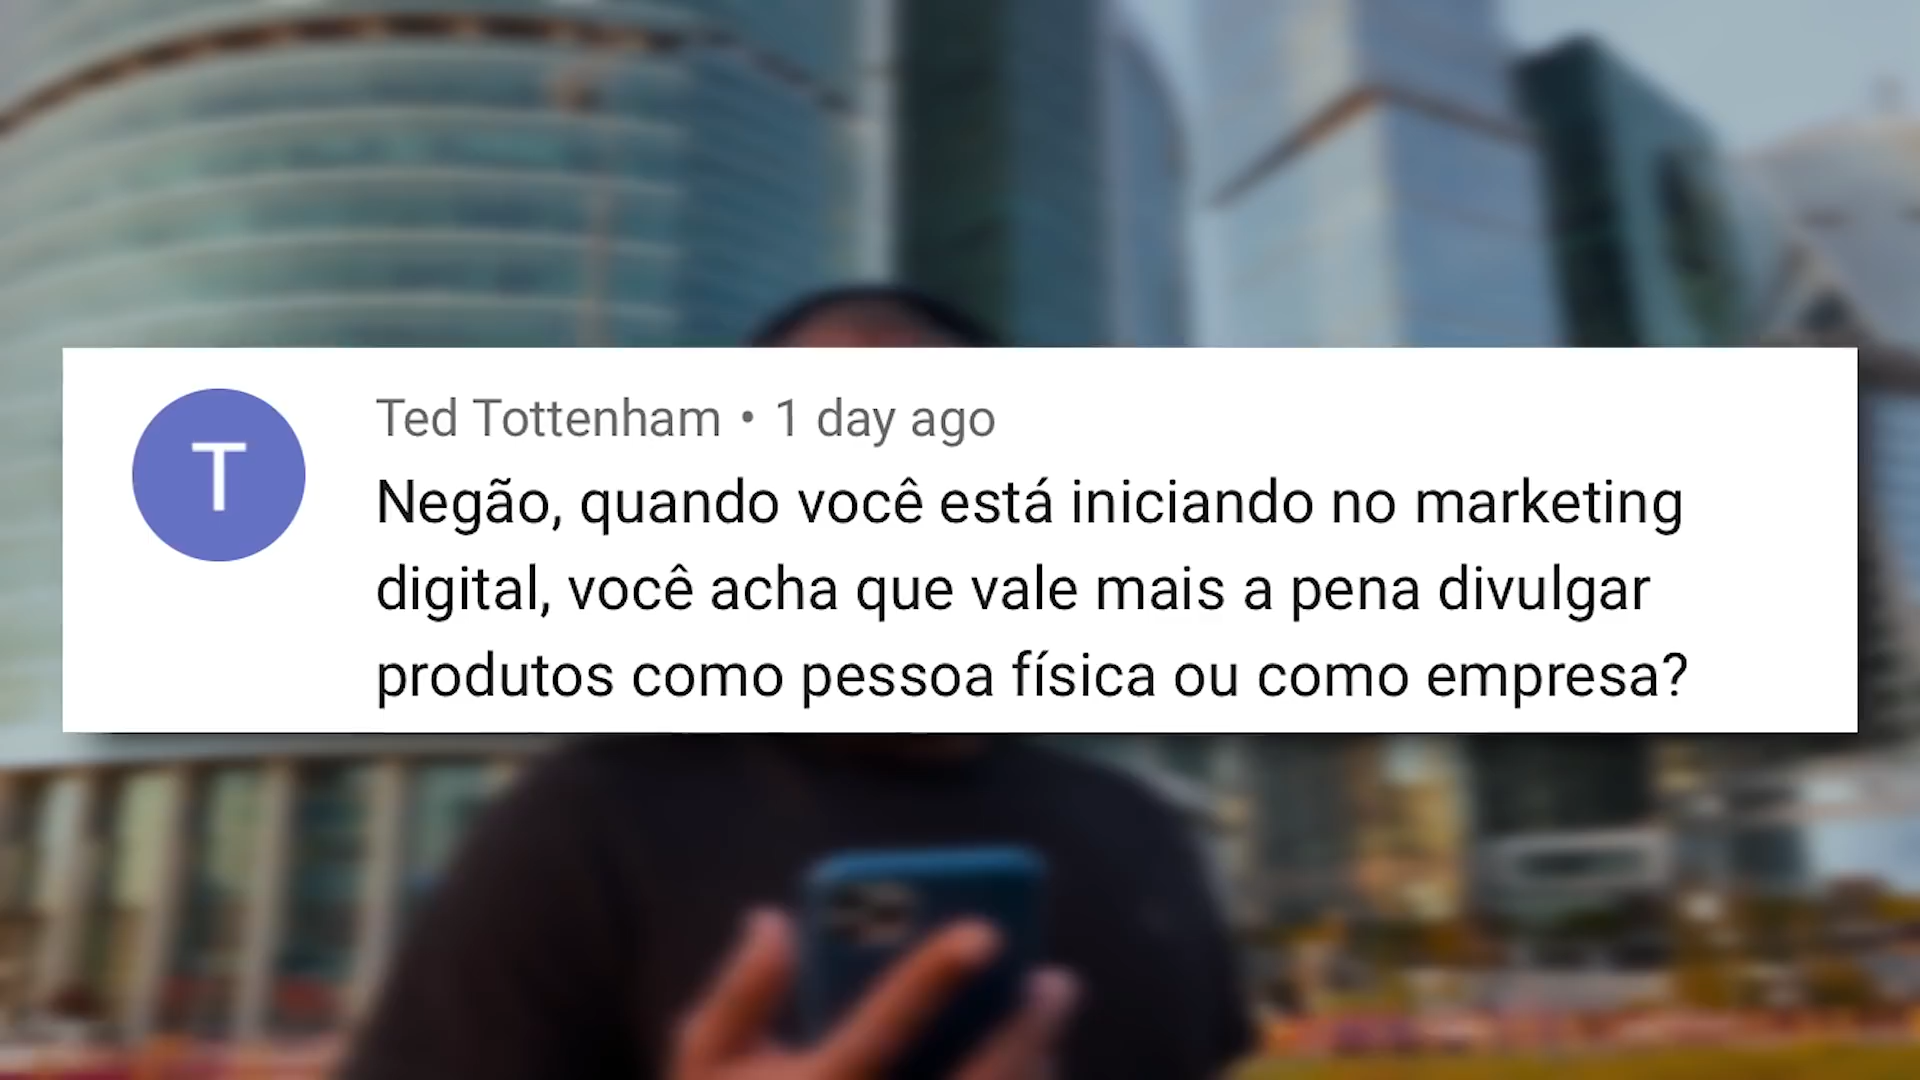 T
Ted Tottenham • 1 day ago
Negão, quando você está iniciando no marketing
digital, você acha que vale mais a pena divulgar
produtos como pessoa física ou como empresa?